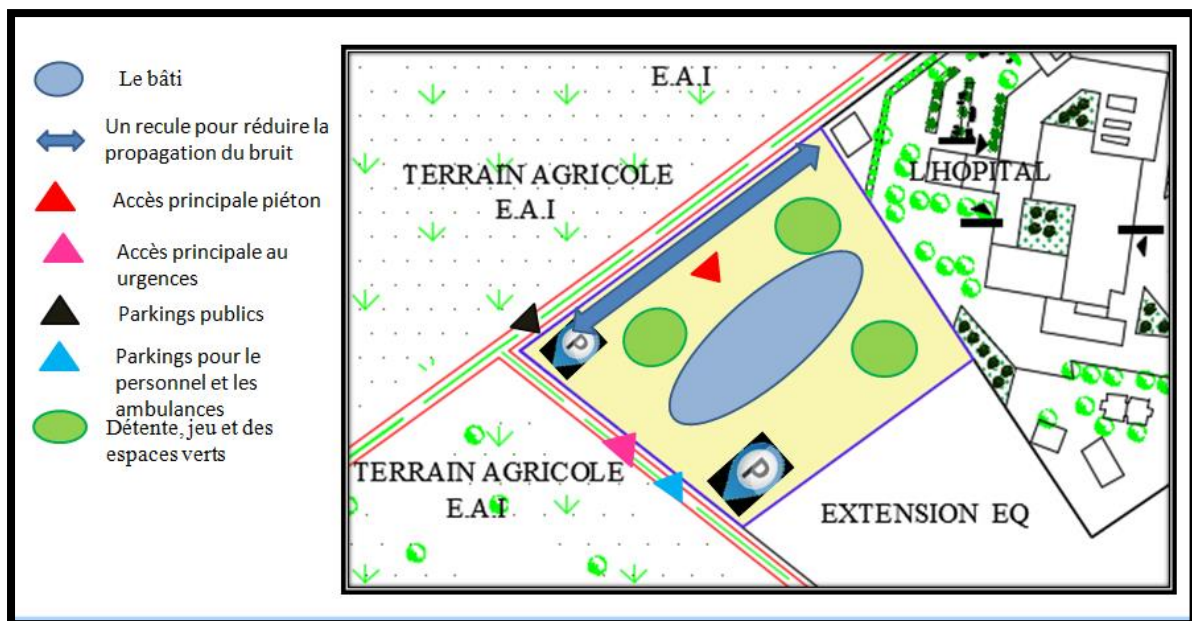 Le bâti
Un recule pour réduire la
propagation du bruit
Accès principale piéton
Accès principale au
urgences
Parkings publics
Parkings pour le
personnel et les
ambulances
Détente, jeu et des
espaces verts
E.A.I
TERRAIN AGRICOLE
E.A.I
L'HOPITAL
P
P
TERRAIN AGRICOLE
E.A.I
EXTENSION EQ